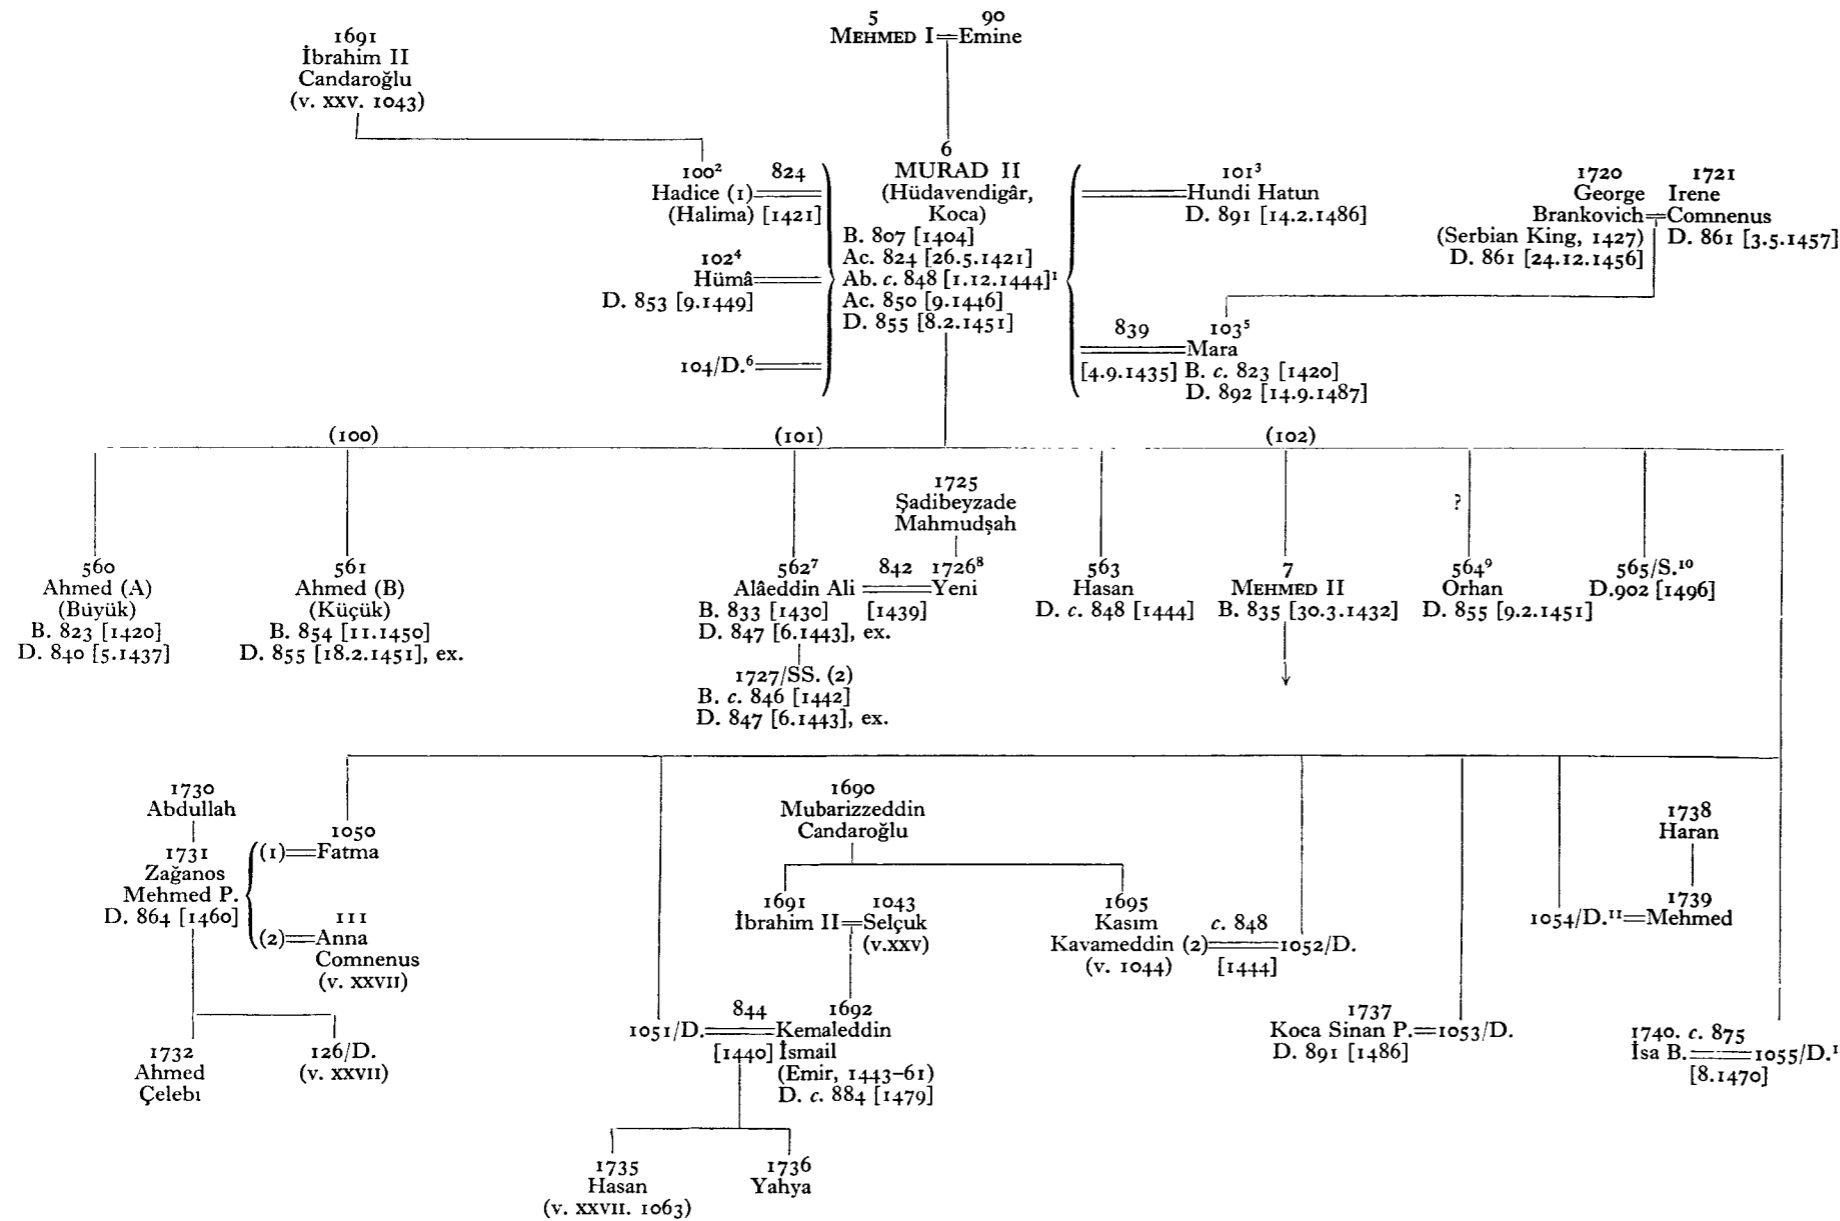 5 90
MEHMED I Emine
1691
İbrahim II
Candaroğlu
(v. XXV. 1043)
6
MURAD II
(Hüdavendigâr,
Koca)
B. 807 [1404]
Ac. 824 [26.5.1421]
Ab. c. 848 [1.12.1444]¹
Ac. 850 [9.1446]
D. 855 [8.2.1451]
100² 824
Hadice (1)
(Halima) [1421]
102⁴
Hümâ
D. 853 [9.1449]
104/D.⁶
101³
Hundi Hatun
D. 891 [14.2.1486]
1720 1721
George Irene
Brankovich Comnenus
(Serbian King, 1427) D. 861 [3.5.1457]
D. 861 [24.12.1456]
839 103⁵
Mara
[4.9.1435] B. c. 823 [1420]
D. 892 [14.9.1487]
(100) (101) (102)
560
Ahmed (A)
(Büyük)
B. 823 [1420]
D. 840 [5.1437]
561
Ahmed (B)
(Küçük)
B. 854 [11.1450]
D. 855 [18.2.1451], ex.
1725
Şadibeyzade
Mahmudşah
562⁷ 842 1726⁸
Alâeddin Ali Yeni
B. 833 [1430] [1439]
D. 847 [6.1443], ex.
1727/SS. (2)
B. c. 846 [1442]
D. 847 [6.1443], ex.
563
Hasan
D. c. 848 [1444]
7
MEHMED II
B. 835 [30.3.1432]
?
564⁹
Orhan
D. 855 [9.2.1451]
565/S.¹⁰
D.902 [1496]
1730
Abdullah
1731
Zağanos
Mehmed P.
D. 864 [1460]
1050
(1) Fatma
111
(2) Anna
Comnenus
(v. XXVII)
1732
Ahmed
Çelebı
126/D.
(v. XXVII)
1690
Mubarizzeddin
Candaroğlu
1691 1043
İbrahim II Selçuk
(v.XXV)
1695 c. 848
Kasım
Kavameddin (2) 1052/D.
(v. 1044) [1444]
844 1692
1051/D. Kemaleddin
[1440] İsmail
(Emir, 1443–61)
D. c. 884 [1479]
1735
Hasan
(v. XXVII. 1063)
1736
Yahya
1737
Koca Sinan P. 1053/D.
D. 891 [1486]
1738
Haran
1739
1054/D.¹¹ Mehmed
1740. c. 875
İsa B. 1055/D.¹
[8.1470]